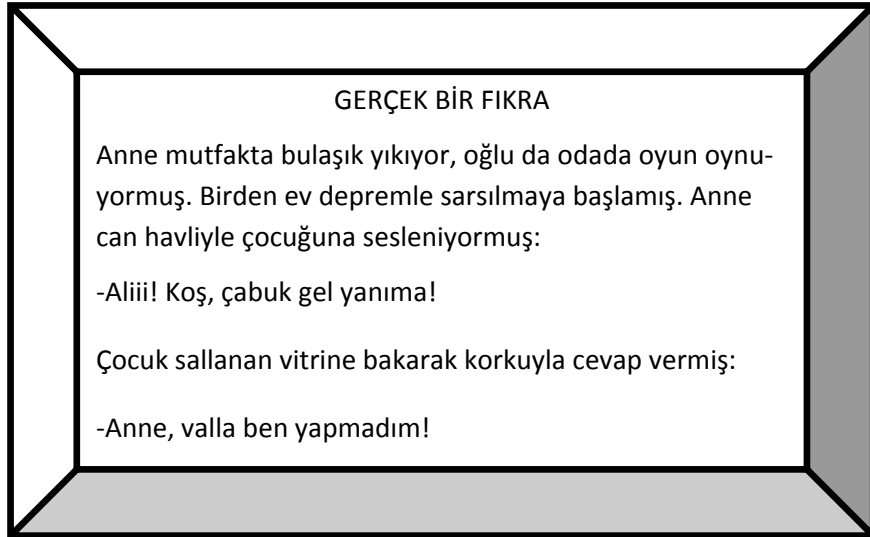 GERÇEK BİR FIKRA
Anne mutfakta bulaşık yıkıyor, oğlu da odada oyun oynu-
yormuş. Birden ev depremle sarsılmaya başlamış. Anne
can havliyle çocuğuna sesleniyormuş:
-Aliii! Koş, çabuk gel yanıma!
Çocuk sallanan vitrine bakarak korkuyla cevap vermiş:
-Anne, valla ben yapmadım!